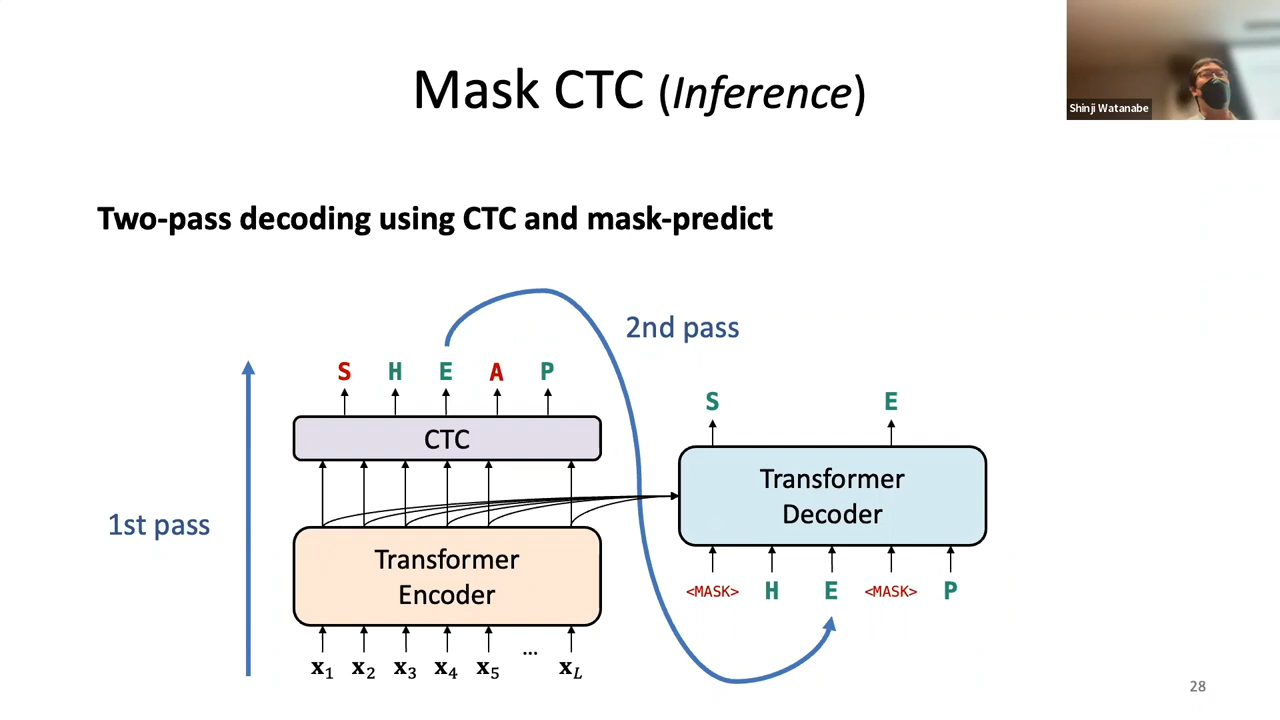 Mask CTC (Inference)
Shinji Watanabe
Two-pass decoding using CTC and mask-predict
2nd pass
S H E A P
CTC
S E
Transformer
Decoder
1st pass
Transformer
Encoder
<MASK> H E <MASK> P
x1 x2 x3 x4 x5 ... xL
28